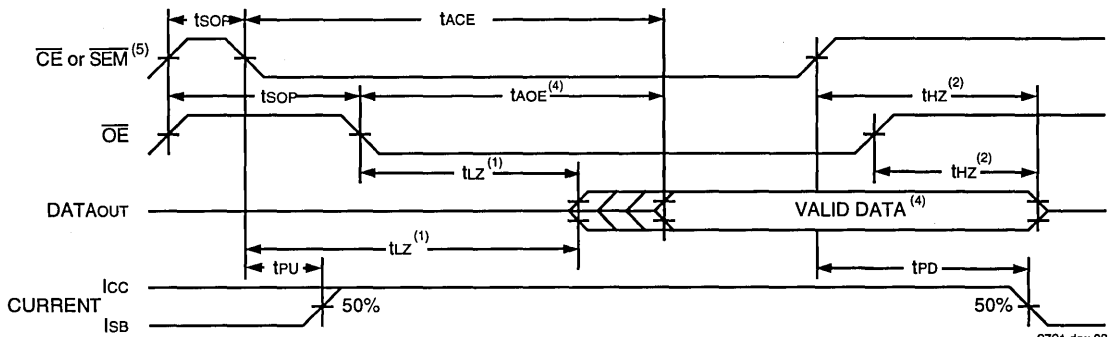 tSOP tACE
CE or SEM (5)
tSOP tAOE (4) tHZ (2)
OE
tLZ (1) tHZ (2)
DATAOUT VALID DATA (4)
tLZ (1)
tPU tPD
ICC
CURRENT 50% 50%
ISB